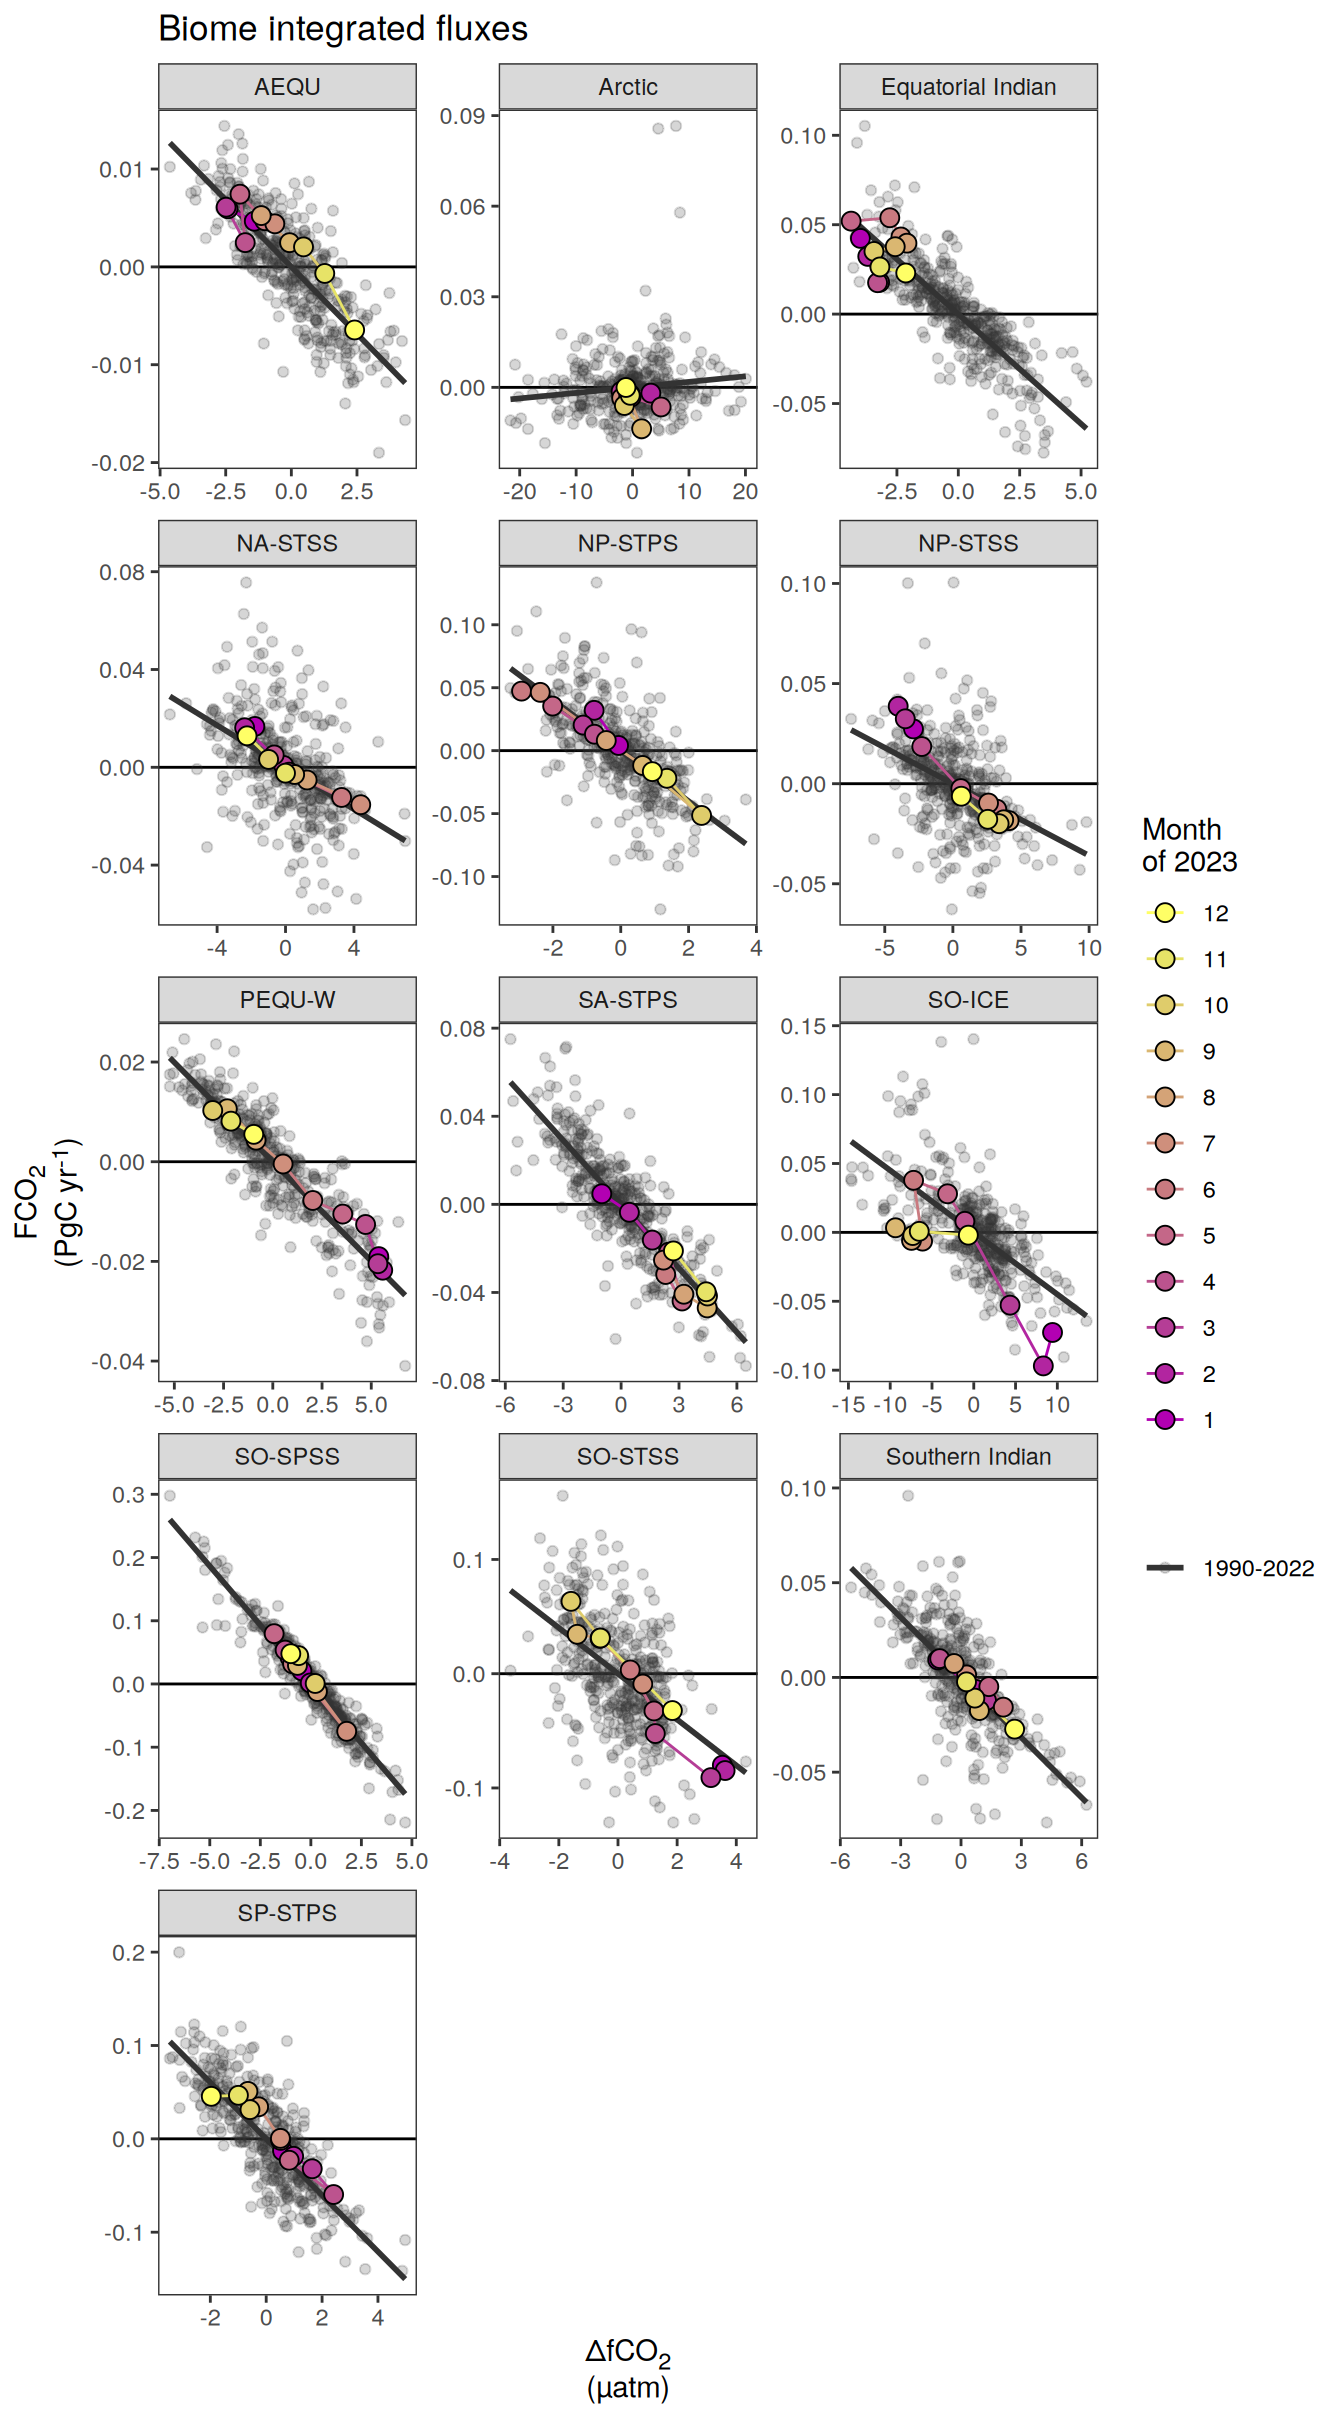 Biome integrated fluxes
AEQU
Arctic
Equatorial Indian
0.01
0.00
-0.01
-0.02
0.09
0.06
0.03
0.00
0.10
0.05
0.00
-0.05
-5.0 -2.5 0.0 2.5
-20 -10 0 10 20
-2.5 0.0 2.5 5.0
NA-STSS
NP-STPS
NP-STSS
0.08
0.04
0.00
-0.04
0.10
0.05
0.00
-0.05
-0.10
0.10
0.05
0.00
-0.05
-4 0 4
-2 0 2 4
-5 0 5 10
PEQU-W
SA-STPS
SO-ICE
0.02
0.00
-0.02
-0.04
0.08
0.04
0.00
-0.04
-0.08
0.15
0.10
0.05
0.00
-0.05
-0.10
-5.0 -2.5 0.0 2.5 5.0
-6 -3 0 3 6
-15 -10 -5 0 5 10
SO-SPSS
SO-STSS
Southern Indian
0.3
0.2
0.1
0.0
-0.1
-0.2
0.1
0.0
-0.1
0.10
0.05
0.00
-0.05
-7.5 -5.0 -2.5 0.0 2.5 5.0
-4 -2 0 2 4
-6 -3 0 3 6
SP-STPS
0.2
0.1
0.0
-0.1
-2 0 2 4
FCO₂
(PgC yr⁻¹)
ΔfCO₂
(µatm)
Month
of 2023
12
11
10
9
8
7
6
5
4
3
2
1
1990-2022